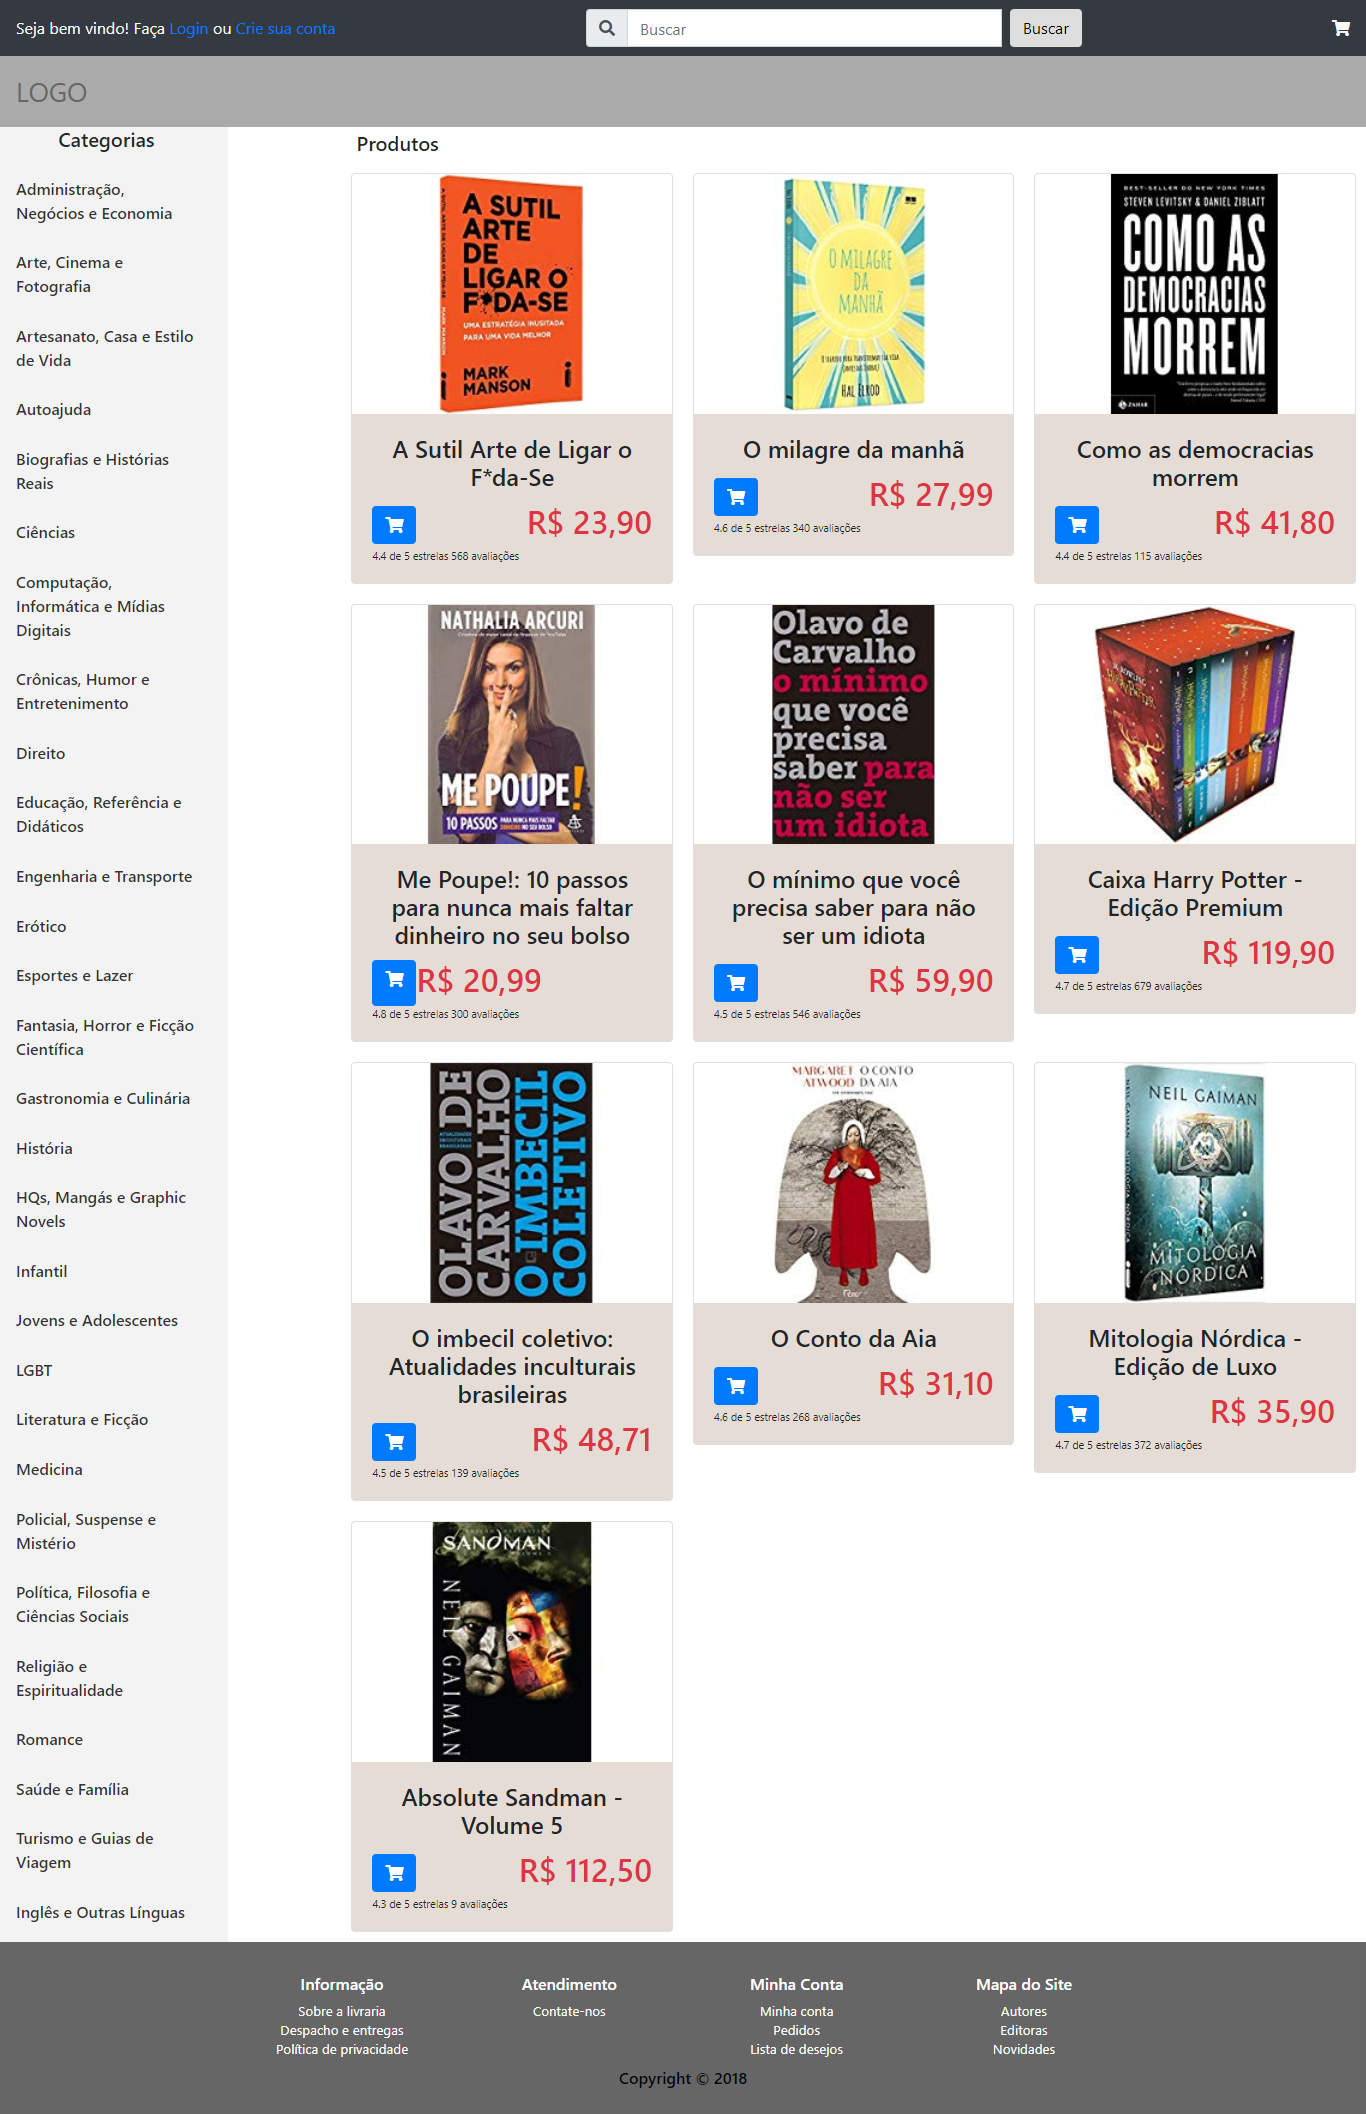 Seja bem vindo! Faça Login ou Crie sua conta
Buscar
Buscar
LOGO
Categorias
Administração,
Negócios e Economia
Arte, Cinema e
Fotografia
Artesanato, Casa e Estilo
de Vida
Autoajuda
Biografias e Histórias
Reais
Ciências
Computação,
Informática e Mídias
Digitais
Crônicas, Humor e
Entretenimento
Direito
Educação, Referência e
Didáticos
Engenharia e Transporte
Erótico
Esportes e Lazer
Fantasia, Horror e Ficção
Científica
Gastronomia e Culinária
História
HQs, Mangás e Graphic
Novels
Infantil
Jovens e Adolescentes
LGBT
Literatura e Ficção
Medicina
Policial, Suspense e
Mistério
Política, Filosofia e
Ciências Sociais
Religião e
Espiritualidade
Romance
Saúde e Família
Turismo e Guias de
Viagem
Inglês e Outras Línguas
Produtos
A SUTIL
ARTE
DE
LIGAR O
F*DA-SE
UMA ESTRATÉGIA INUSITADA
PARA UMA VIDA MELHOR
MARK
MANSON
A Sutil Arte de Ligar o
F*da-Se
R$ 23,90
4.4 de 5 estrelas 568 avaliações
O MILAGRE
DA
MANHÃ
HAL ELROD
O milagre da manhã
R$ 27,99
4.6 de 5 estrelas 340 avaliações
BEST-SELLER DO NEW YORK TIMES
STEVEN LEVITSKY & DANIEL ZIBLATT
COMO AS
DEMOCRACIAS
MORREM
ZAHAR
Como as democracias
morrem
R$ 41,80
4.4 de 5 estrelas 115 avaliações
NATHALIA ARCURI
ME POUPE!
10 PASSOS PARA NUNCA MAIS FALTAR
DINHEIRO NO SEU BOLSO
Me Poupe!: 10 passos
para nunca mais faltar
dinheiro no seu bolso
R$ 20,99
4.8 de 5 estrelas 300 avaliações
Olavo de
Carvalho
o mínimo
que você
precisa
saber para
não ser
um idiota
O mínimo que você
precisa saber para não
ser um idiota
R$ 59,90
4.5 de 5 estrelas 546 avaliações
J.K. ROWLING
HARRY POTTER
1 2 3 4 5 6 7
Caixa Harry Potter -
Edição Premium
R$ 119,90
4.7 de 5 estrelas 679 avaliações
OLAVO DE
CARVALHO
O IMBECIL
COLETIVO
ATUALIDADES
INCULTURAIS
BRASILEIRAS
O imbecil coletivo:
Atualidades inculturais
brasileiras
R$ 48,71
4.5 de 5 estrelas 139 avaliações
MARGARET O CONTO
ATWOOD DA AIA
O Conto da Aia
R$ 31,10
4.6 de 5 estrelas 268 avaliações
NEIL GAIMAN
MITOLOGIA
NÓRDICA
NEIL GAIMAN MITOLOGIA NÓRDICA
Mitologia Nórdica -
Edição de Luxo
R$ 35,90
4.7 de 5 estrelas 372 avaliações
SANDMAN
NEIL GAIMAN
Absolute Sandman -
Volume 5
R$ 112,50
4.3 de 5 estrelas 9 avaliações
Informação
Sobre a livraria
Despacho e entregas
Política de privacidade
Atendimento
Contate-nos
Minha Conta
Minha conta
Pedidos
Lista de desejos
Mapa do Site
Autores
Editoras
Novidades
Copyright © 2018